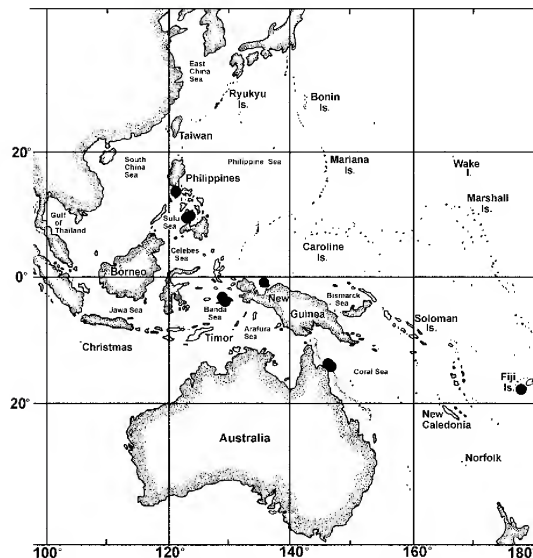 East
China
Sea
Ryukyu
Is.
Bonin
Is.
Taiwan
20°
South
China
Sea
Philippine Sea
Mariana
Is.
Wake
I.
Philippines
Marshall
Is.
Gulf
of
Thailand
Sulu
Sea
Celebes
Sea
Caroline
Is.
Borneo
0°
New
Guinea
Bismarck
Sea
Jawa Sea
Banda
Sea
Soloman
Is.
Arafura
Sea
Timor
Christmas
Coral Sea
Fiji
Is.
20°
New
Caledonia
Australia
Norfolk
100°
120°
140°
160°
180°